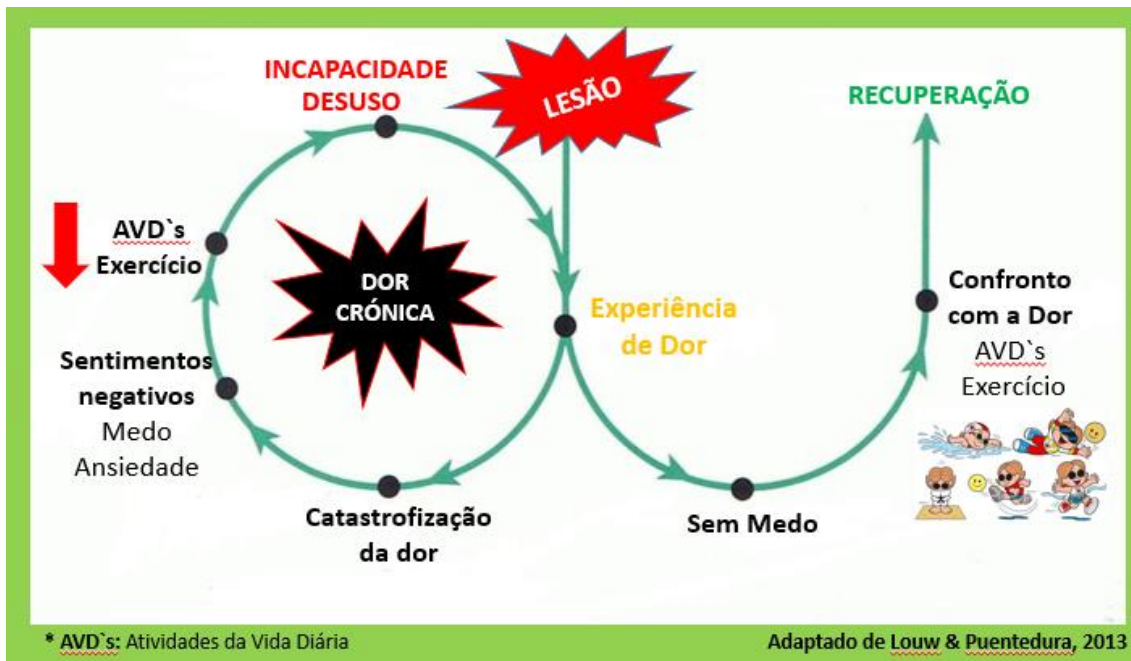 INCAPACIDADE
DESUSO
LESÃO
RECUPERAÇÃO
AVD`s
Exercício
DOR
CRÓNICA
Experiência
de Dor
Confronto
com a Dor
AVD`s
Exercício
Sentimentos
negativos
Medo
Ansiedade
Catastrofização
da dor
Sem Medo
* AVD`s: Atividades da Vida Diária
Adaptado de Louw & Puentedura, 2013